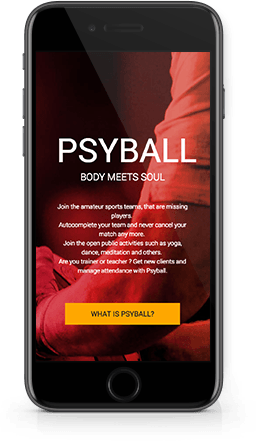 PSYBALL
BODY MEETS SOUL
Join the amateur sports teams, that are missing
players.
Autocomplete your team and never cancel your
match any more.
Join the open public activities such as yoga,
dance, meditation and others.
Are you trainer or teacher ? Get new clients and
manage attendance with Psyball.
WHAT IS PSYBALL?